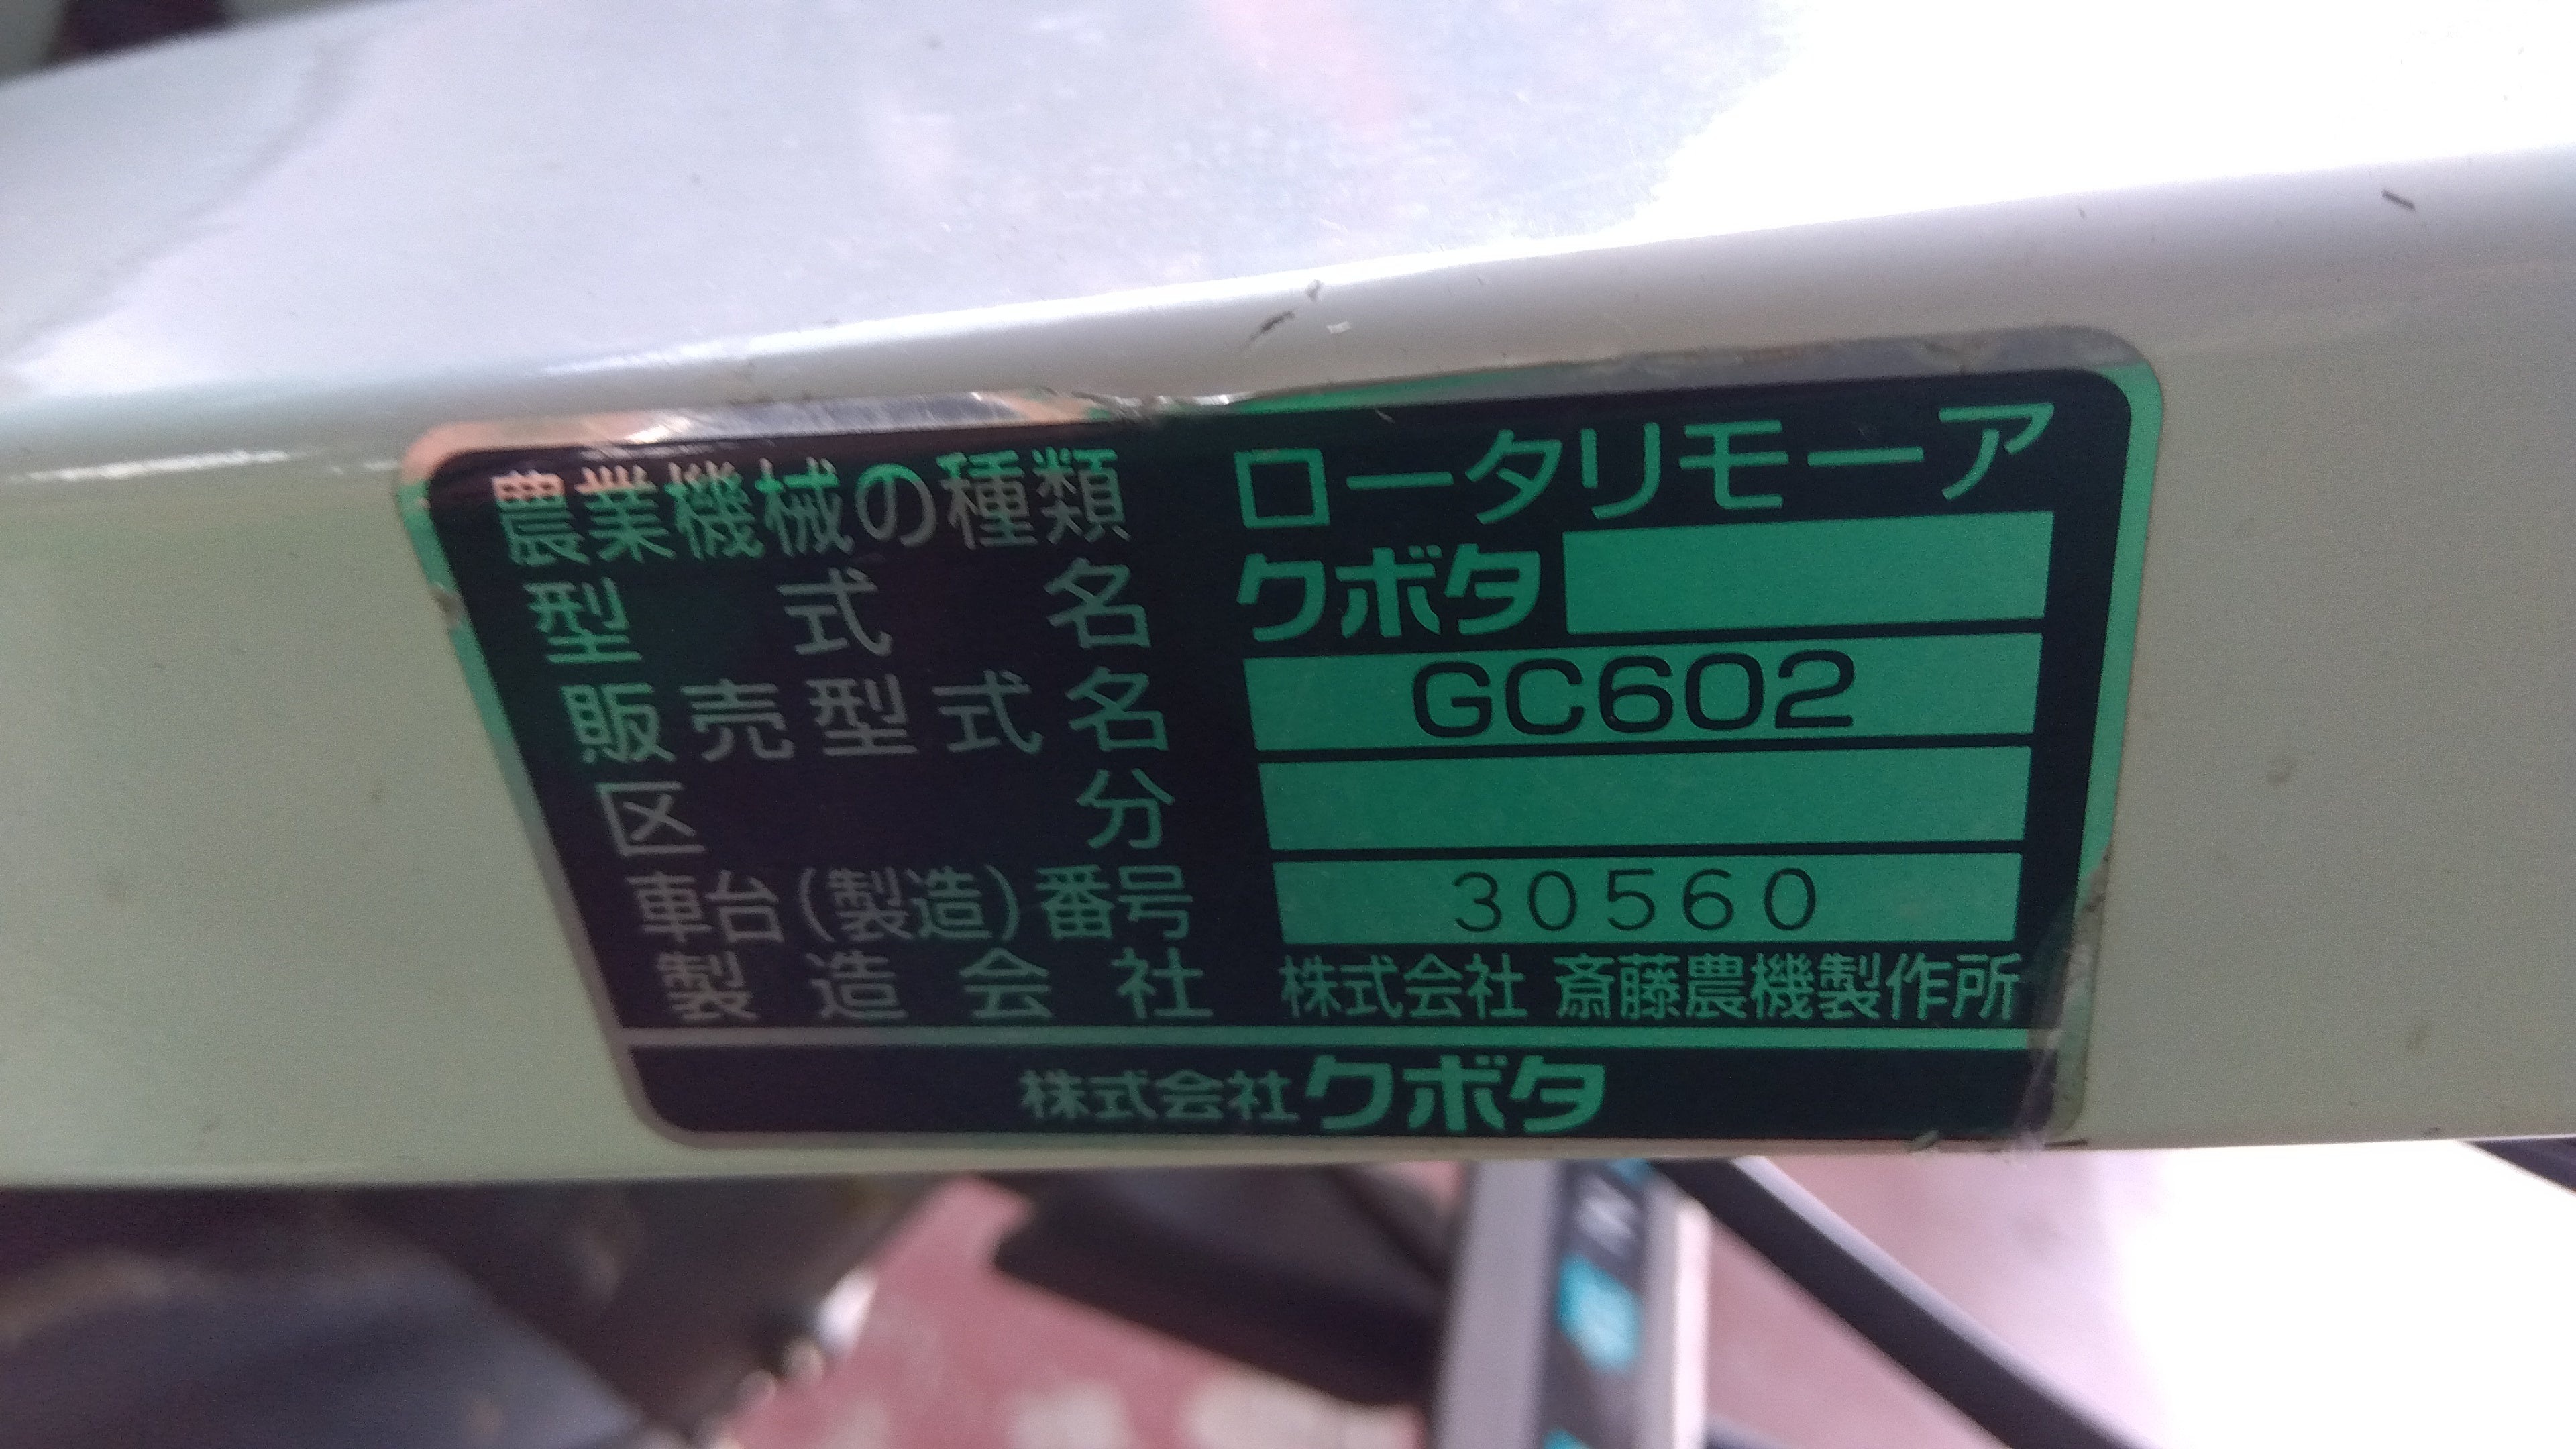 農業機械の種類 ロータリモーア
型式名 クボタ
販売型式名 GC602
区分
車台(製造)番号 30560
製造会社 株式会社 斎藤農機製作所
株式会社クボタ